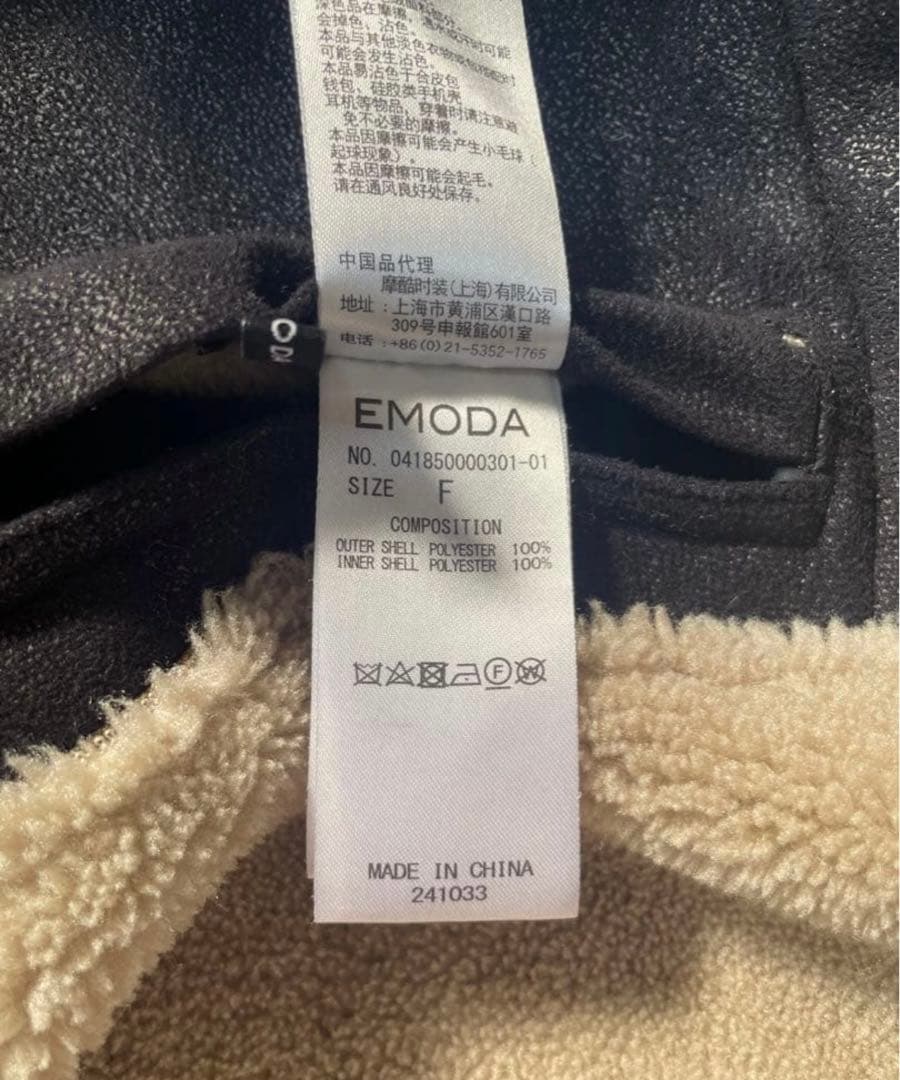 深色品在摩擦
会掉色、沾色。
本品与其他淡色衣物
可能会发生沾色。
本品易沾色于合皮包
钱包、硅胶类手机壳
耳机等物品，穿着时请注意避
免不必要的摩擦。
本品因摩擦可能会产生小毛球（
起球现象）。
本品因摩擦可能会起毛。
请在通风良好处保存。
中国品代理
摩酷时装(上海)有限公司
地址：上海市黄浦区漢口路
309号申報館601室
电话：+86(0)21-5352-1765
EMODA
NO. 041850000301-01
SIZE F
COMPOSITION
OUTER SHELL POLYESTER 100%
INNER SHELL POLYESTER 100%
F
W
MADE IN CHINA
241033